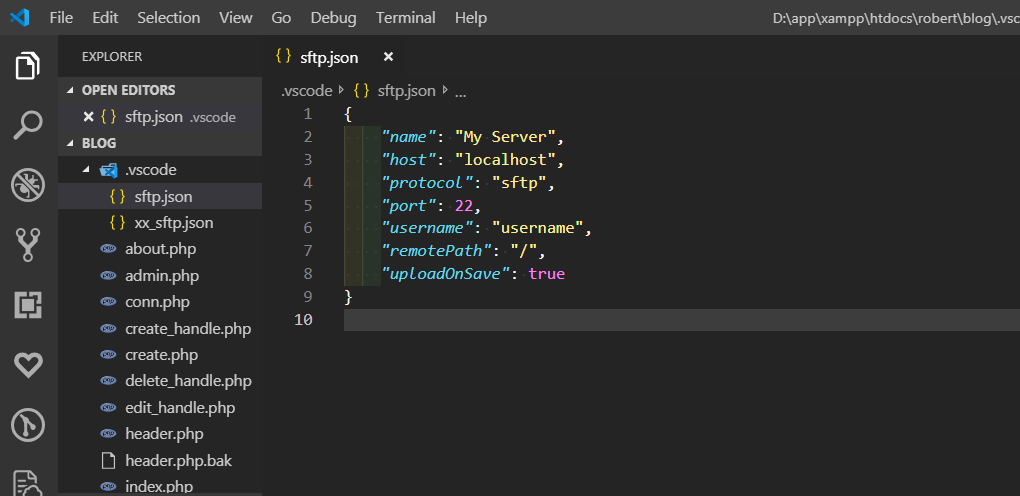 File Edit Selection View Go Debug Terminal Help D:\app\xampp\htdocs\robert\blog\.vsc
EXPLORER
OPEN EDITORS
sftp.json .vscode
BLOG
.vscode
{} sftp.json
{} xx_sftp.json
about.php
admin.php
conn.php
create_handle.php
create.php
delete_handle.php
edit_handle.php
header.php
header.php.bak
index.php
{} sftp.json
.vscode {} sftp.json ...
1 {
2 "name": "My Server",
3 "host": "localhost",
4 "protocol": "sftp",
5 "port": 22,
6 "username": "username",
7 "remotePath": "/",
8 "uploadOnSave": true
9 }
10